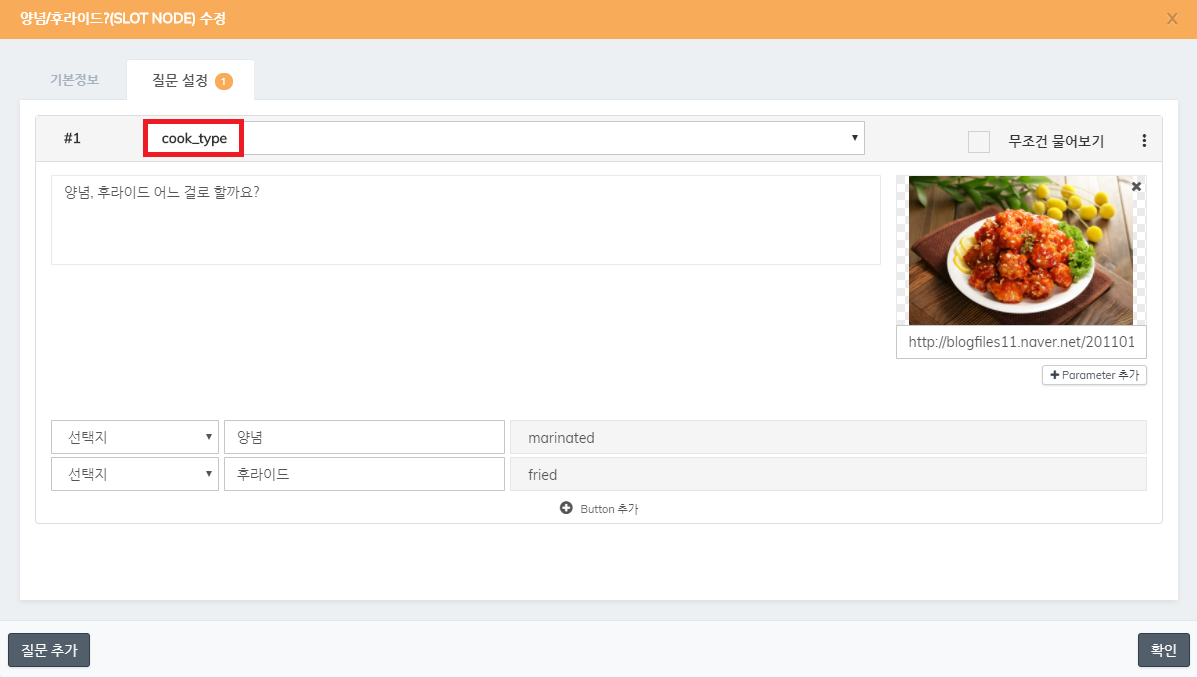 양념/후라이드?(SLOT NODE) 수정
X
기본정보
질문 설정 1
#1
cook_type
무조건 물어보기
양념, 후라이드 어느 걸로 할까요?
http://blogfiles11.naver.net/201101
Parameter 추가
선택지 양념 marinated
선택지 후라이드 fried
Button 추가
질문 추가
확인